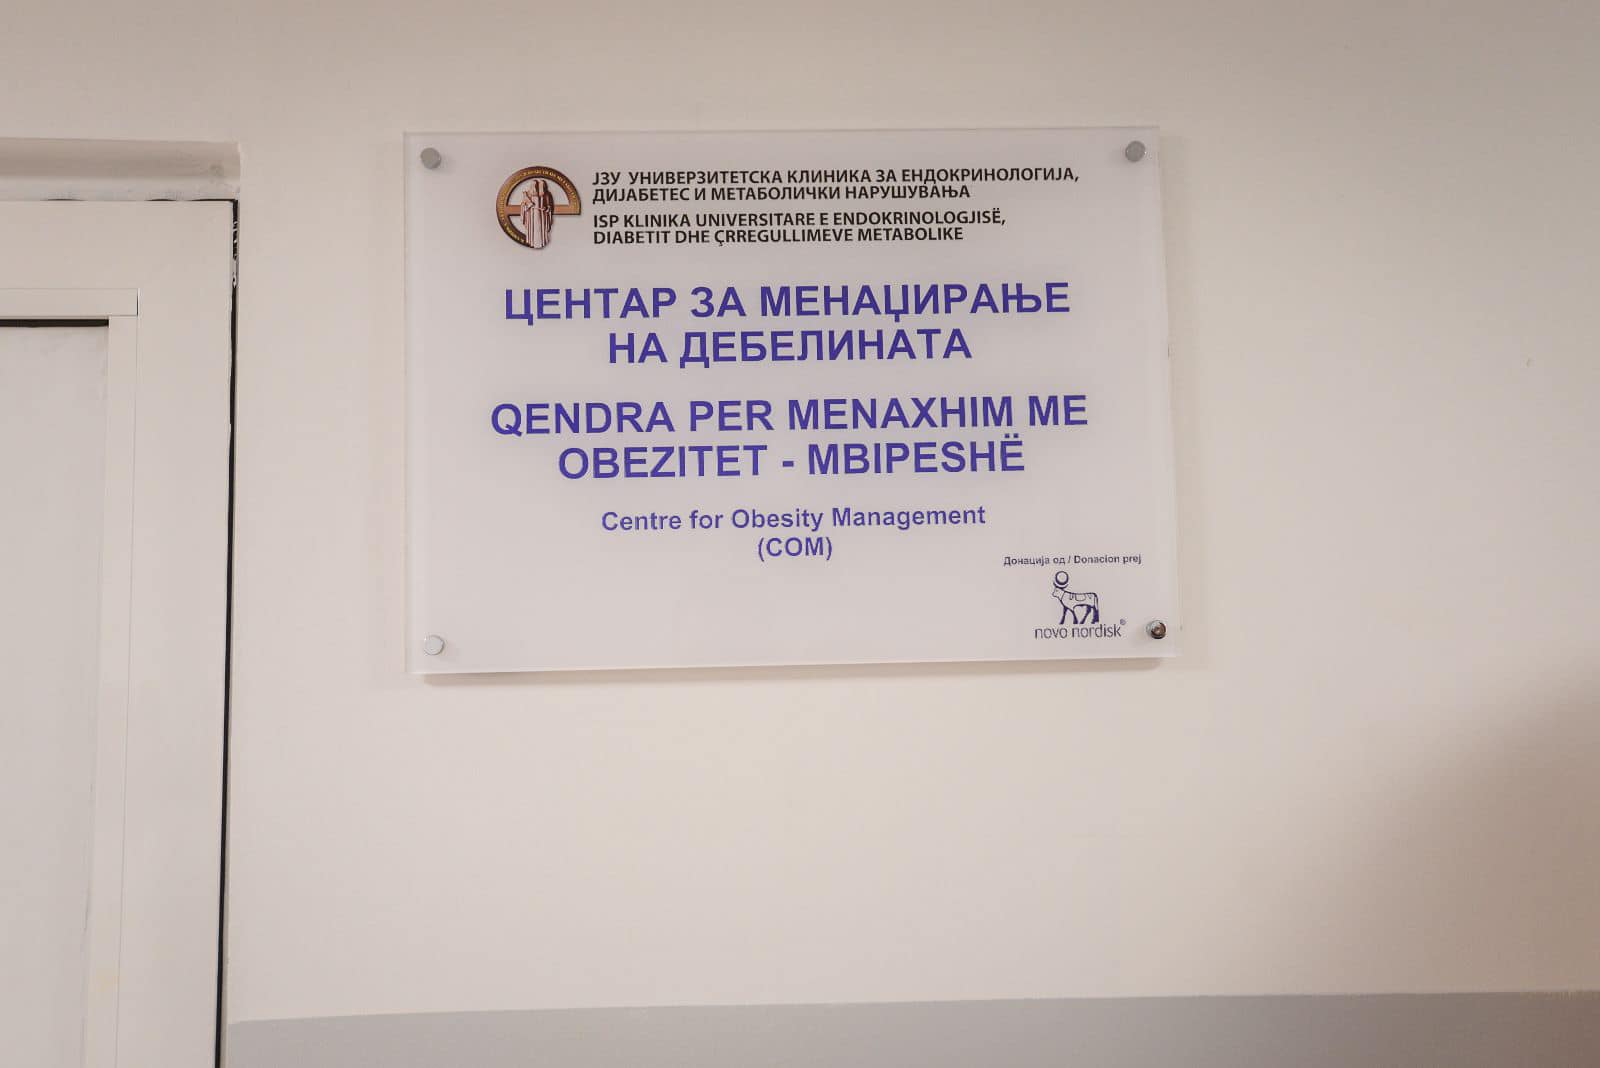 ЈЗУ УНИВЕРЗИТЕТСКА КЛИНИКА ЗА ЕНДОКРИНОЛОГИЈА,
ДИЈАБЕТЕС И МЕТАБОЛИЧКИ НАРУШУВАЊА
ISP KLINIKA UNIVERSITARE E ENDOKRINOLOGJISË,
DIABETIT DHE ÇRREGULLIMEVE METABOLIKE
ЦЕНТАР ЗА МЕНАЏИРАЊЕ
НА ДЕБЕЛИНАТА
QENDRA PER MENAXHIM ME
OBEZITET - MBIPESHË
Centre for Obesity Management
(COM)
Донација од / Donacion prej
novo nordisk®